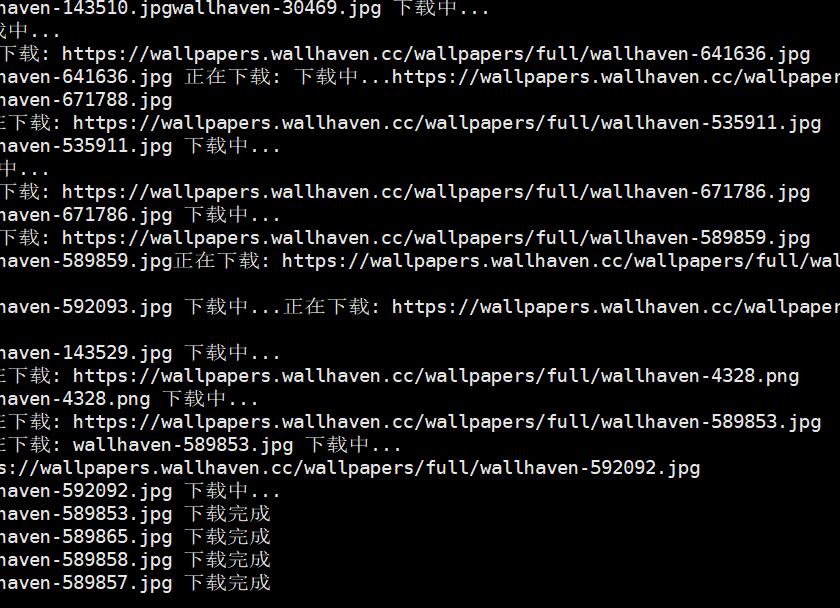 haven-143510.jpgwallhaven-30469.jpg 下载中...
载中...
下载: https://wallpapers.wallhaven.cc/wallpapers/full/wallhaven-641636.jpg
haven-641636.jpg 正在下载: 下载中...https://wallpapers.wallhaven.cc/wallpaper
haven-671788.jpg
在下载: https://wallpapers.wallhaven.cc/wallpapers/full/wallhaven-535911.jpg
haven-535911.jpg 下载中...
中...
下载: https://wallpapers.wallhaven.cc/wallpapers/full/wallhaven-671786.jpg
haven-671786.jpg 下载中...
下载: https://wallpapers.wallhaven.cc/wallpapers/full/wallhaven-589859.jpg
haven-589859.jpg正在下载: https://wallpapers.wallhaven.cc/wallpapers/full/wal
haven-592093.jpg 下载中...正在下载: https://wallpapers.wallhaven.cc/wallpaper
haven-143529.jpg 下载中...
在下载: https://wallpapers.wallhaven.cc/wallpapers/full/wallhaven-4328.png
haven-4328.png 下载中...
在下载: https://wallpapers.wallhaven.cc/wallpapers/full/wallhaven-589853.jpg
在下载: wallhaven-589853.jpg 下载中...
s://wallpapers.wallhaven.cc/wallpapers/full/wallhaven-592092.jpg
haven-592092.jpg 下载中...
haven-589853.jpg 下载完成
haven-589865.jpg 下载完成
haven-589858.jpg 下载完成
haven-589857.jpg 下载完成